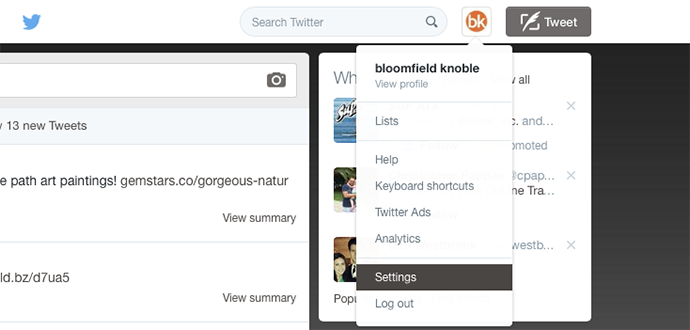 Search Twitter
bk
Tweet
bloomfield knoble
View profile
Lists
Help
Keyboard shortcuts
Twitter Ads
Analytics
Settings
Log out
13 new Tweets
path art paintings! gemstars.co/gorgeous-natur
View summary
ld.bz/d7ua5
View summary
Wh
all
and...
omoted
@cpap...
ne Tra...
westb...
Popu